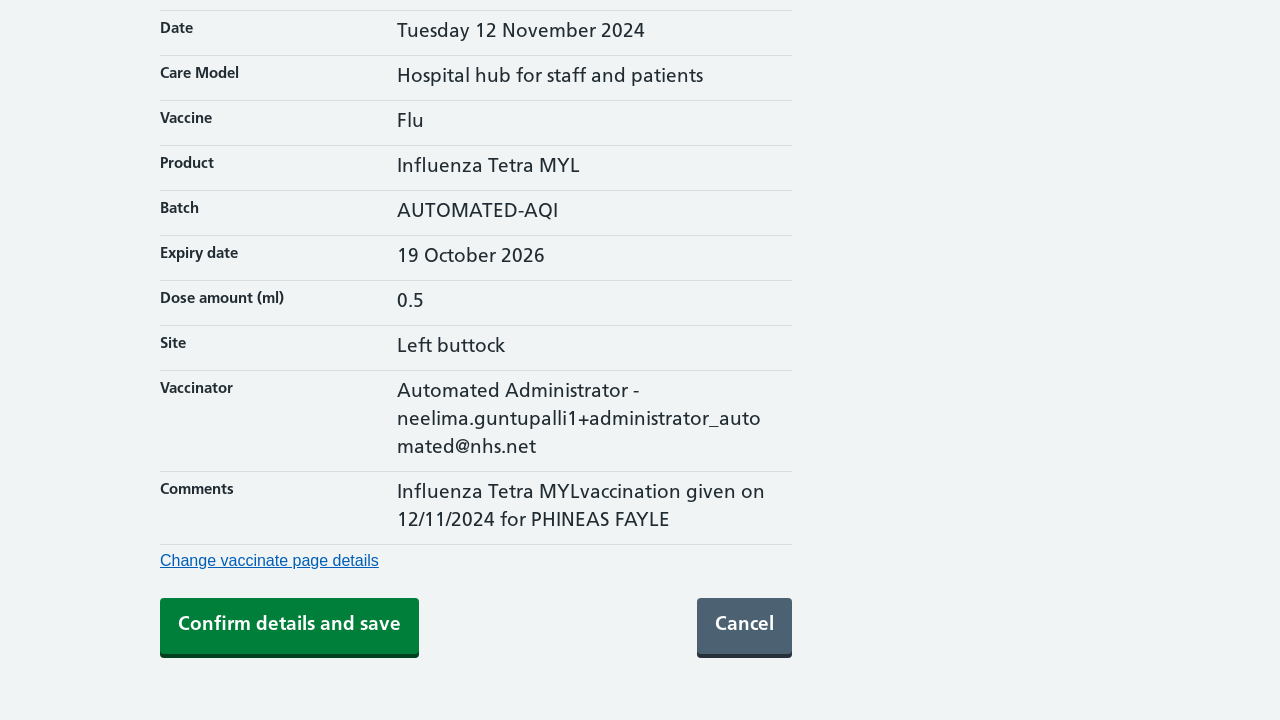 Date
Tuesday 12 November 2024
Care Model
Hospital hub for staff and patients
Vaccine
Flu
Product
Influenza Tetra MYL
Batch
AUTOMATED-AQI
Expiry date
19 October 2026
Dose amount (ml)
0.5
Site
Left buttock
Vaccinator
Automated Administrator -
neelima.guntupalli1+administrator_auto
mated@nhs.net
Comments
Influenza Tetra MYLvaccination given on
12/11/2024 for PHINEAS FAYLE
Change vaccinate page details
Confirm details and save
Cancel